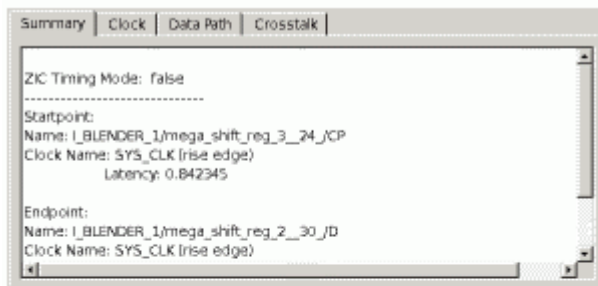 Summary Clock Data Path Crosstalk
ZIC Timing Mode: false
------------------------------
Startpoint:
Name: I_BLENDER_1/mega_shift_reg_3__24_/CP
Clock Name: SYS_CLK (rise edge)
Latency: 0.842345
Endpoint:
Name: I_BLENDER_1/mega_shift_reg_2__30_/D
Clock Name: SYS_CLK (rise edge)